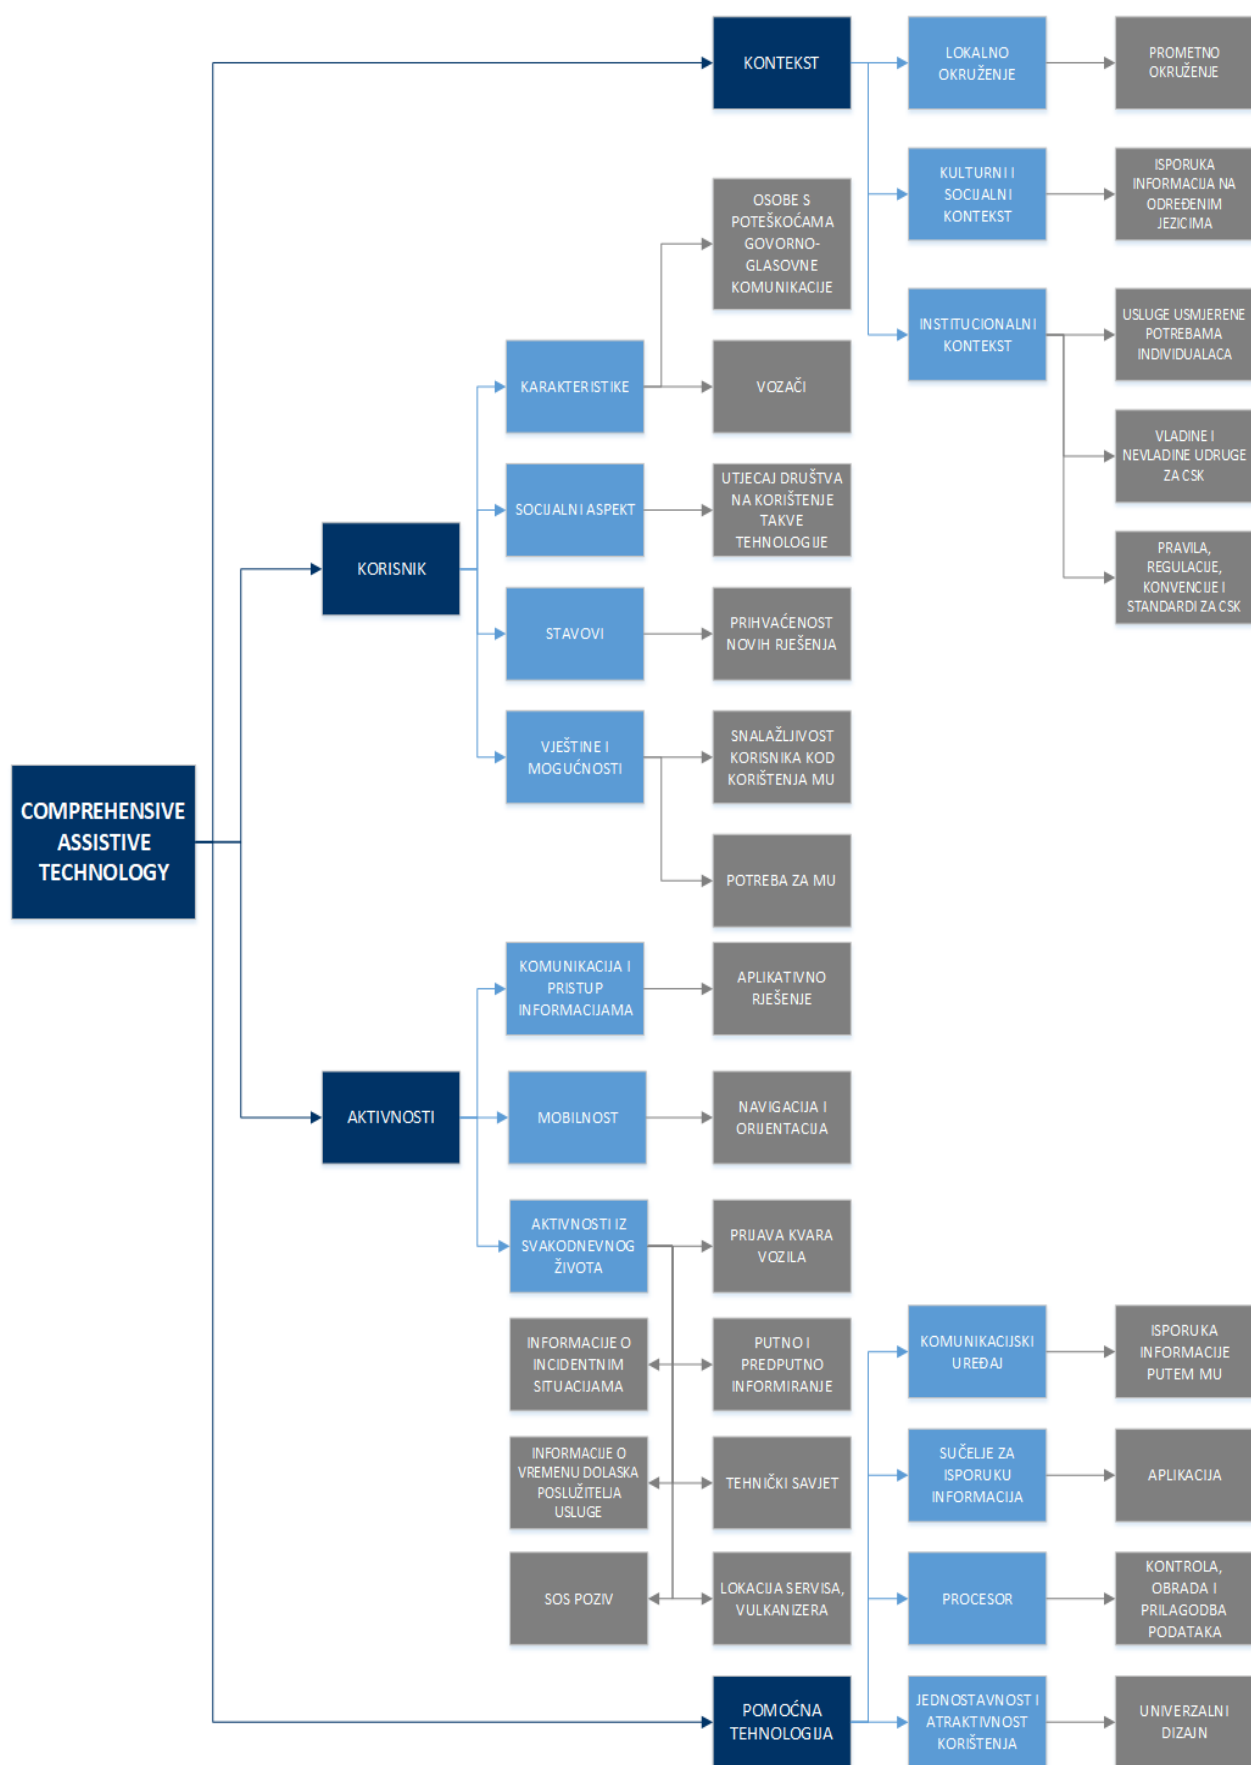 KONTEKST
LOKALNO
OKRUŽENJE
PROMETNO
OKRUŽENJE
KULTURNI I
SOCIJALNI
KONTEKST
ISPORUKA
INFORMACIJA NA
ODREĐENIM
JEZICIMA
INSTITUCIONALNI
KONTEKST
USLUGE USMJERENE
POTREBAMA
INDIVIDUALACA
VLADINE I
NEVLADINE UDRUGE
ZA CSK
PRAVILA,
REGULACIJE,
KONVENCIJE I
STANDARDI ZA CSK
OSOBE S
POTEŠKOĆAMA
GOVORNO-
GLASOVNE
KOMUNIKACIJE
KARAKTERISTIKE
VOZAČI
SOCIJALNI ASPEKT
UTJECAJ DRUŠTVA
NA KORIŠTENJE
TAKVE
TEHNOLOGIJE
KORISNIK
STAVOVI
PRIHVAĆENOST
NOVIH RJEŠENJA
VJEŠTINE I
MOGUĆNOSTI
SNALAŽLJIVOST
KORISNIKA KOD
KORIŠTENJA MU
POTREBA ZA MU
COMPREHENSIVE
ASSISTIVE
TECHNOLOGY
KOMUNIKACIJA I
PRISTUP
INFORMACIJAMA
APLIKATIVNO
RJEŠENJE
AKTIVNOSTI
MOBILNOST
NAVIGACIJA I
ORIJENTACIJA
AKTIVNOSTI IZ
SVAKODNEVNOG
ŽIVOTA
PRIJAVA KVARA
VOZILA
INFORMACIJE O
INCIDENTNIM
SITUACIJAMA
PUTNO I
PREDPUTNO
INFORMIRANJE
INFORMACIJE O
VREMENU DOLASKA
POSLUŽITELJA
USLUGE
TEHNIČKI SAVJET
SOS POZIV
LOKACIJA SERVISA,
VULKANIZERA
KOMUNIKACIJSKI
UREĐAJ
ISPORUKA
INFORMACIJE
PUTEM MU
SUČELJE ZA
ISPORUKU
INFORMACIJA
APLIKACIJA
PROCESOR
KONTROLA,
OBRADA I
PRILAGODBA
PODATAKA
POMOĆNA
TEHNOLOGIJA
JEDNOSTAVNOST I
ATRAKTIVNOST
KORIŠTENJA
UNIVERZALNI
DIZAJN